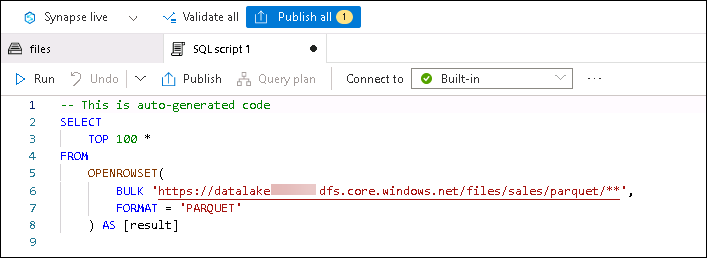 Synapse live Validate all Publish all 1
files SQL script 1
Run Undo Publish Query plan Connect to Built-in ...
1 -- This is auto-generated code
2 SELECT
3 TOP 100 *
4 FROM
5 OPENROWSET(
6 BULK 'https://datalake dfs.core.windows.net/files/sales/parquet/**',
7 FORMAT = 'PARQUET'
8 ) AS [result]
9